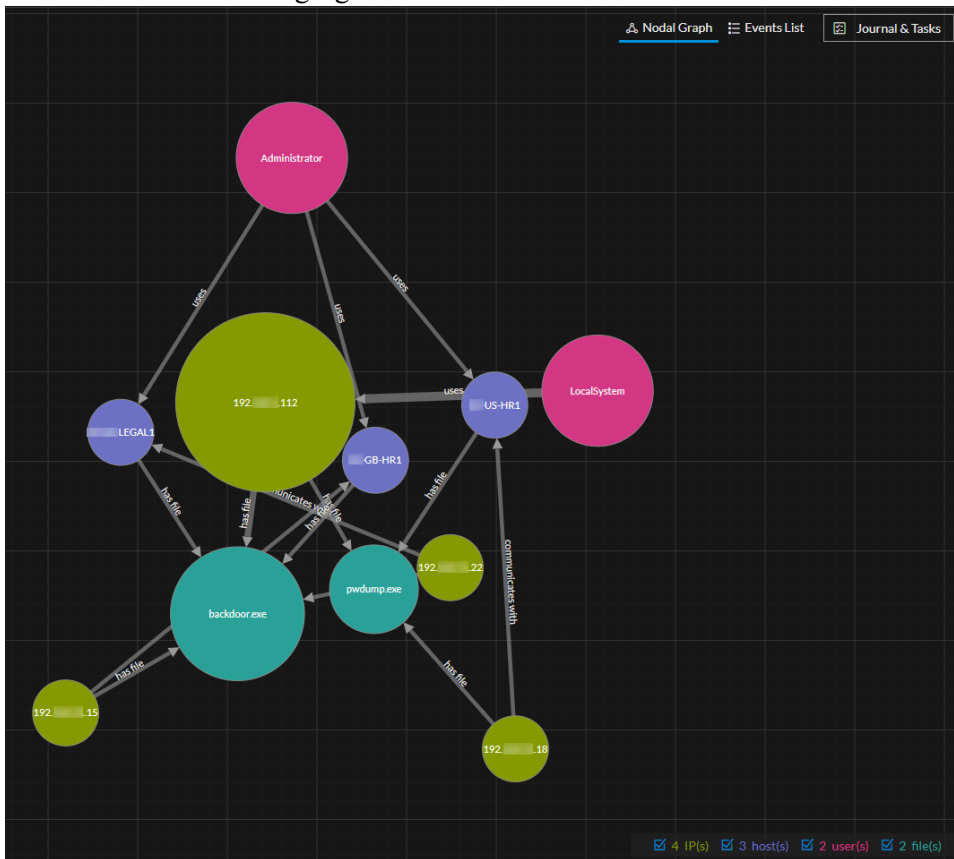 Nodal Graph Events List Journal & Tasks
Administrator
uses
uses
uses
192. .112
uses
LocalSystem
US-HR1
LEGAL1
GB-HR1
has file
has file
communicates with
has file
has file
has file
192. .22
communicates with
pwdump.exe
backdoor.exe
has file
has file
192. .15
192. .18
4 IP(s) 3 host(s) 2 user(s) 2 file(s)